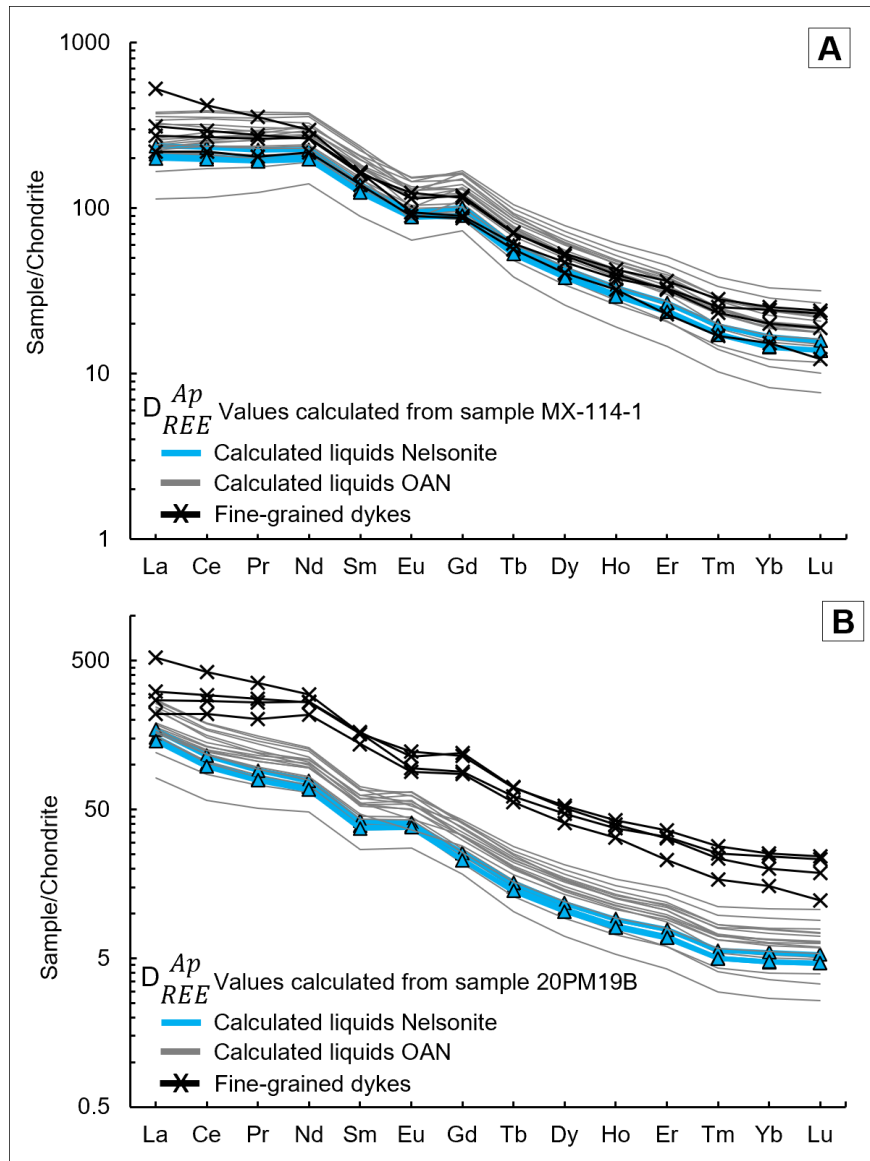 A
1000
100
10
1
Sample/Chondrite
D Ap REE Values calculated from sample MX-114-1
Calculated liquids Nelsonite
Calculated liquids OAN
Fine-grained dykes
La Ce Pr Nd Sm Eu Gd Tb Dy Ho Er Tm Yb Lu
B
500
50
5
0.5
Sample/Chondrite
D Ap REE Values calculated from sample 20PM19B
Calculated liquids Nelsonite
Calculated liquids OAN
Fine-grained dykes
La Ce Pr Nd Sm Eu Gd Tb Dy Ho Er Tm Yb Lu